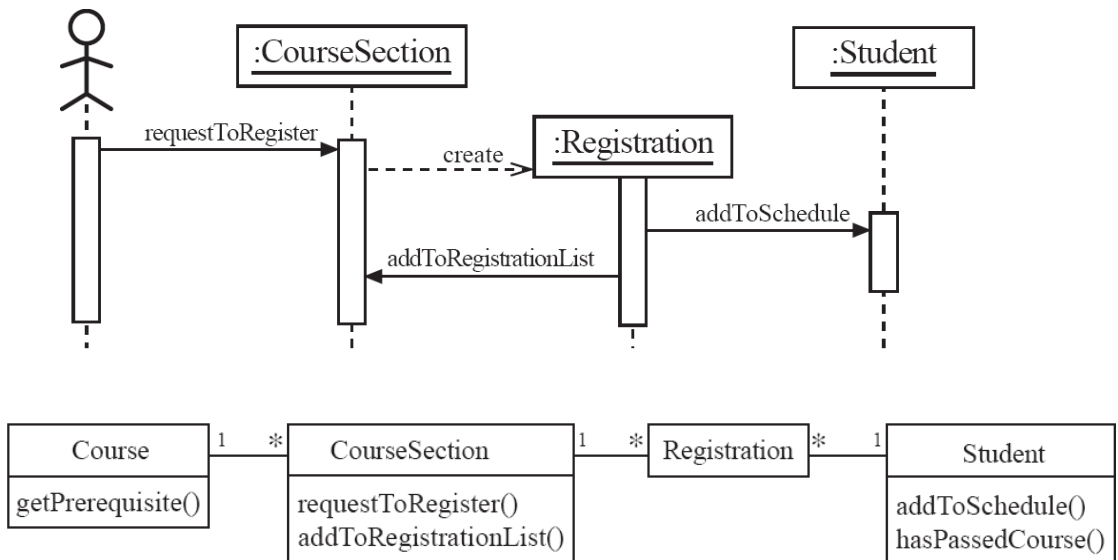 :CourseSection
:Student
requestToRegister
create
:Registration
addToSchedule
addToRegistrationList
Course
getPrerequisite()
1
*
CourseSection
requestToRegister()
addToRegistrationList()
1
*
Registration
*
1
Student
addToSchedule()
hasPassedCourse()